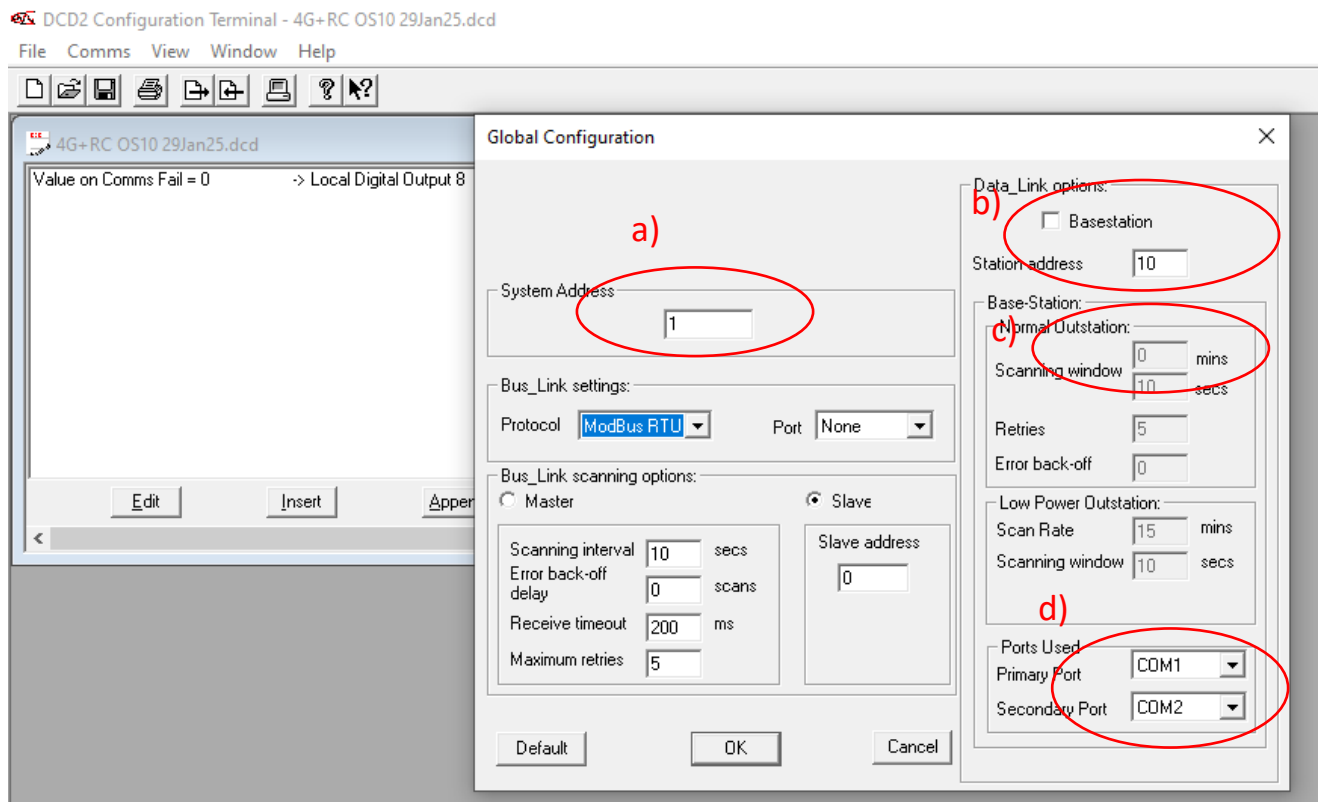 DCD2 Configuration Terminal - 4G+RC OS10 29Jan25.dcd
File Comms View Window Help
4G+RC OS10 29Jan25.dcd
Value on Comms Fail = 0 -> Local Digital Output 8
Edit Insert Apper
Global Configuration
a)
System Address
1
Bus_Link settings:
Protocol ModBus RTU Port None
Bus_Link scanning options:
Master Slave
Scanning interval 10 secs
Error back-off
delay 0 scans
Receive timeout 200 ms
Maximum retries 5
Slave address
0
Default OK Cancel
Data_Link options:
b)
Basestation
Station address 10
Base-Station:
Normal Outstation:
c)
Scanning window 0 mins
10 secs
Retries 5
Error back-off 0
Low Power Outstation:
Scan Rate 15 mins
Scanning window 10 secs
d)
Ports Used
Primary Port COM1
Secondary Port COM2